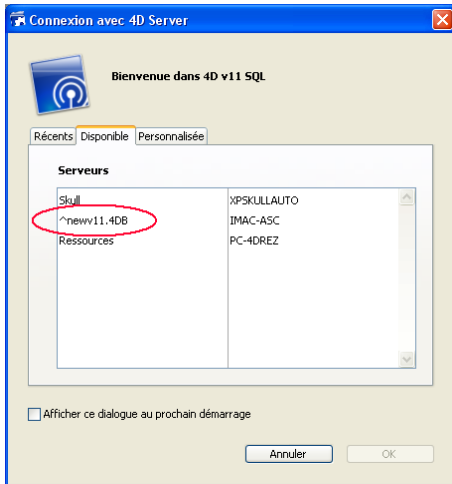 Connexion avec 4D Server
Bienvenue dans 4D v11 SQL
Récents Disponible Personnalisée
Serveurs
Skull XPSKULLAUTO
^newv11.4DB IMAC-ASC
Ressources PC-4DREZ
Afficher ce dialogue au prochain démarrage
Annuler OK